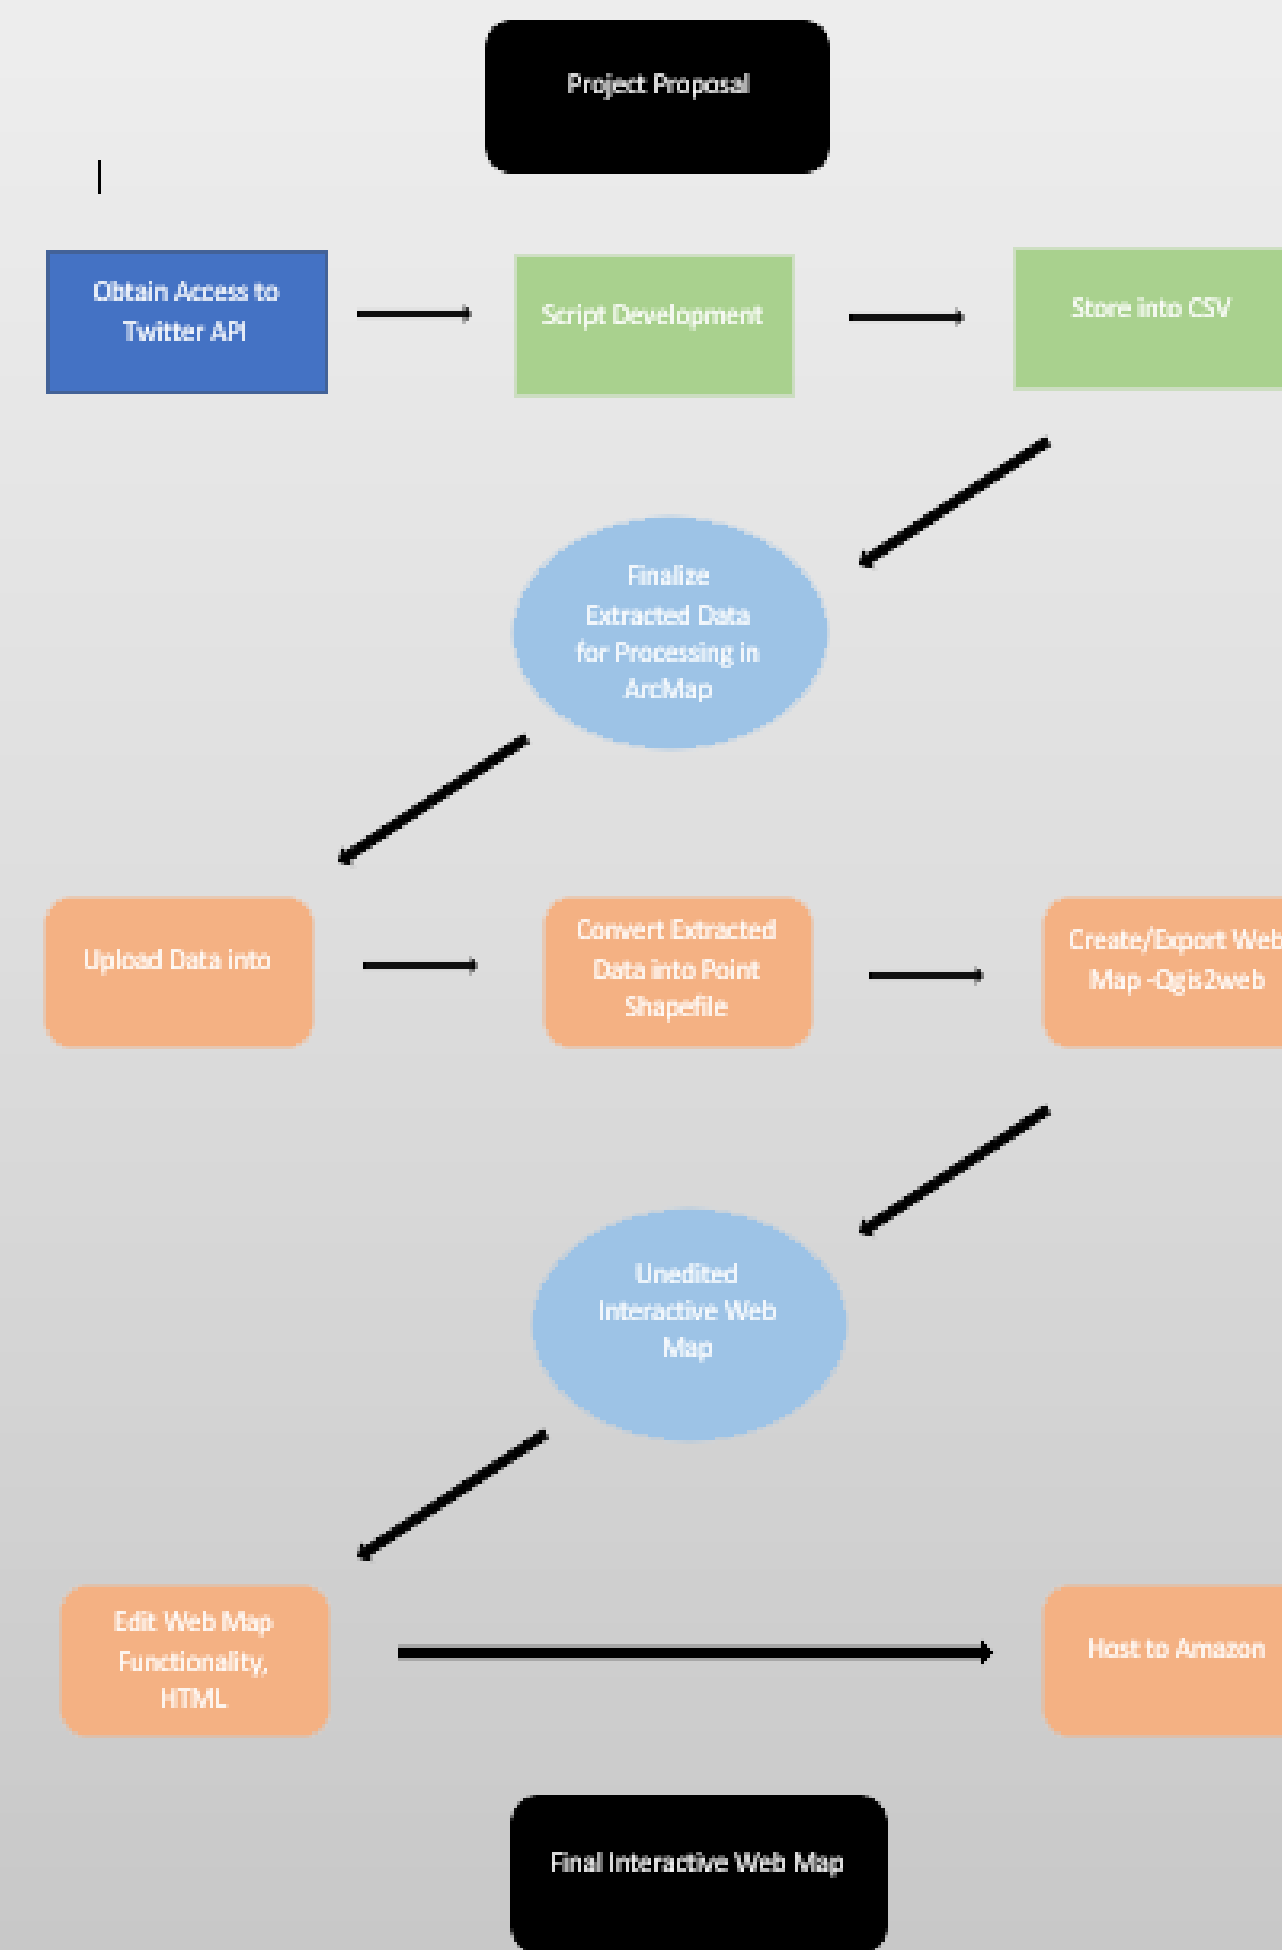 Project Proposal
Obtain Access to
Twitter API
Script Development
Store into CSV
Finalize
Extracted Data
for Processing in
ArcMap
Upload Data into
Convert Extracted
Data into Point
Shapefile
Create/Export Web
Map -Qgis2web
Unedited
Interactive Web
Map
Edit Web Map
Functionality,
HTML
Host to Amazon
Final Interactive Web Map